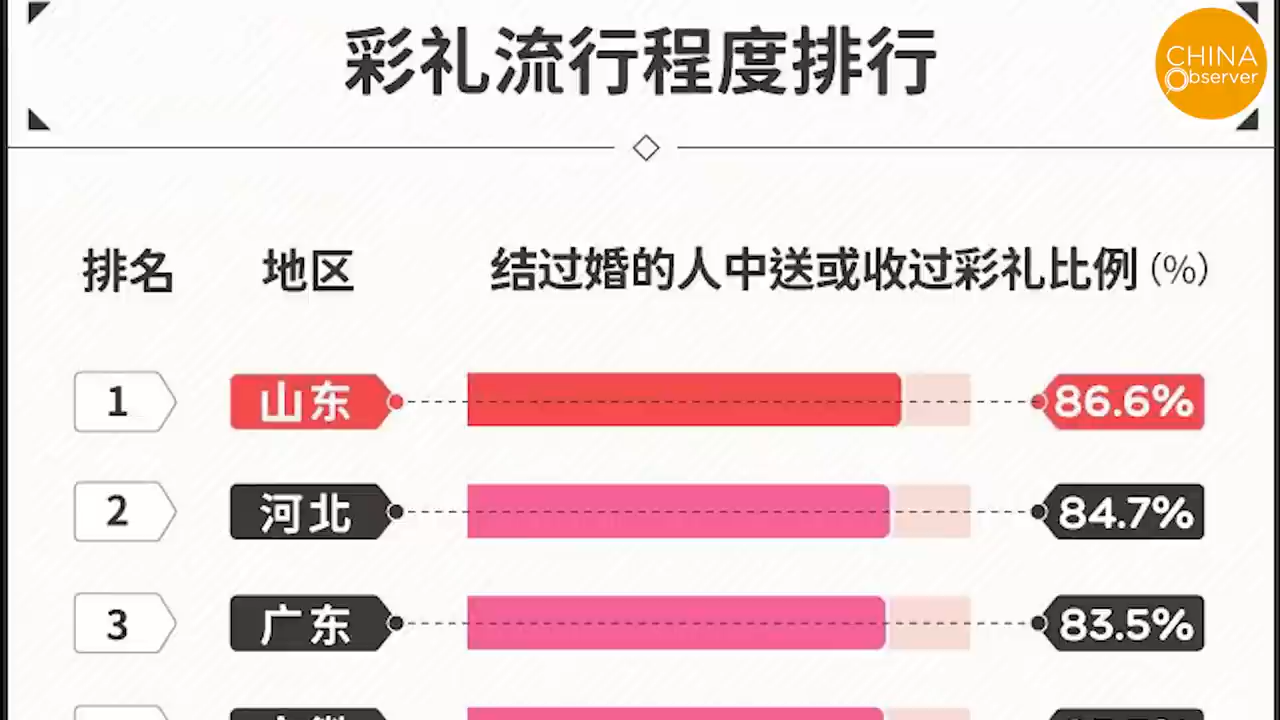 彩礼流行程度排行
CHINA
Observer
排名 地区 结过婚的人中送或收过彩礼比例(%)
1 山东 86.6%
2 河北 84.7%
3 广东 83.5%